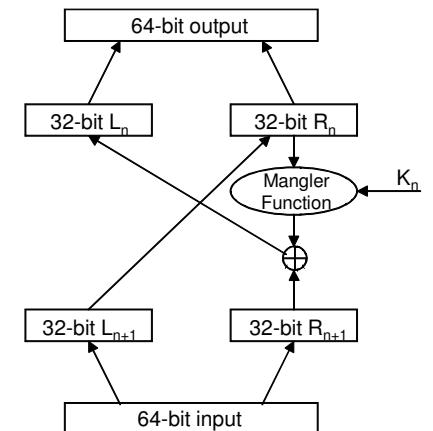 64-bit output
32-bit Lₙ
32-bit Rₙ
Mangler
Function
Kₙ
32-bit Lₙ₊₁
32-bit Rₙ₊₁
64-bit input